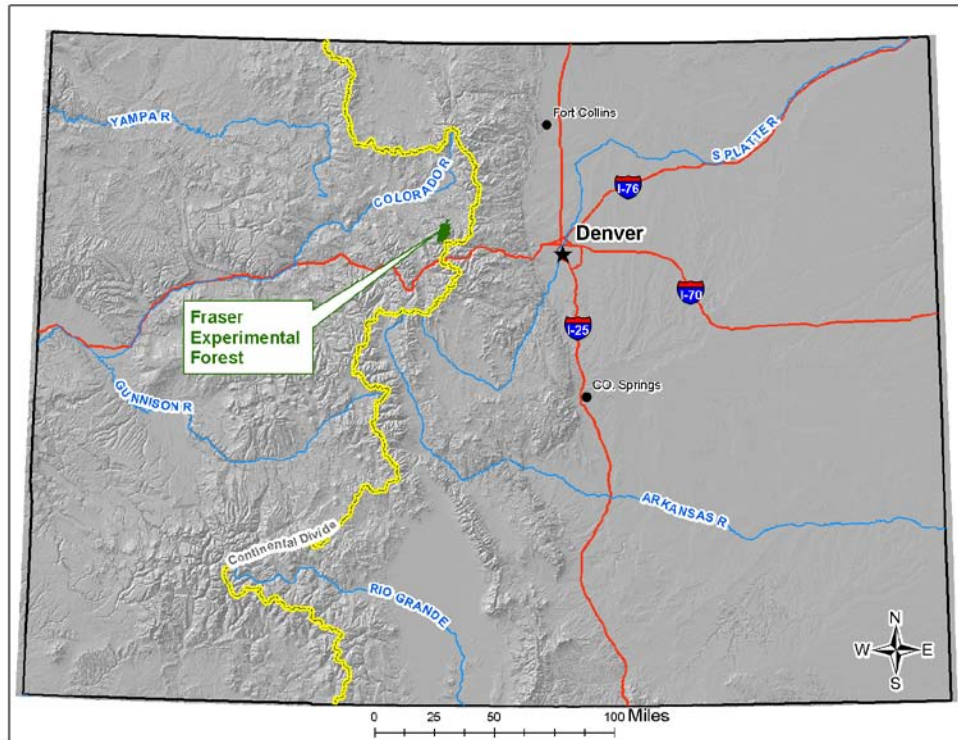 Fort Collins
YAMPA R
S PLATTE R
COLORADO R
I-76
Denver
I-70
Fraser
Experimental
Forest
I-25
GUNNISON R
CO. Springs
ARKANSAS R
Continental Divide
RIO GRANDE
N
W E
S
0 25 50 100 Miles